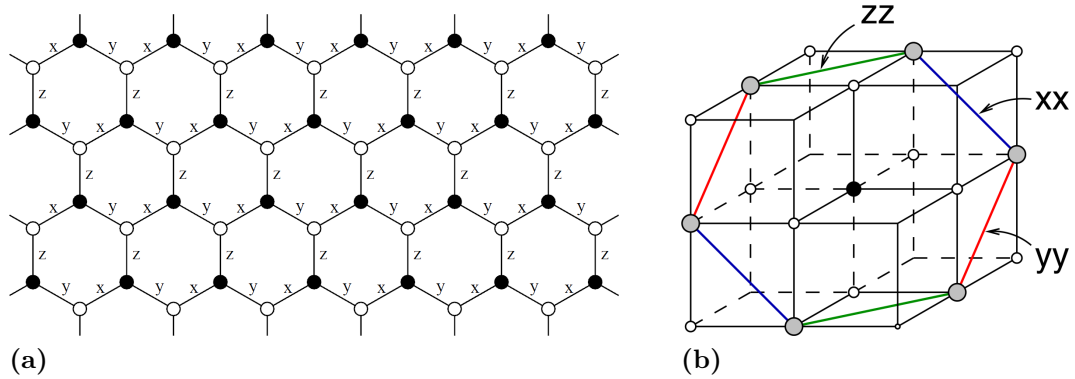 x y x y x y x y x y x y
z z z z z z z
y x y x y x y x y x y x
z z z z z z
x y x y x y x y x y x y
z z z z z z z
y x y x y x y x y x y x
(a)
zz
xx
yy
(b)